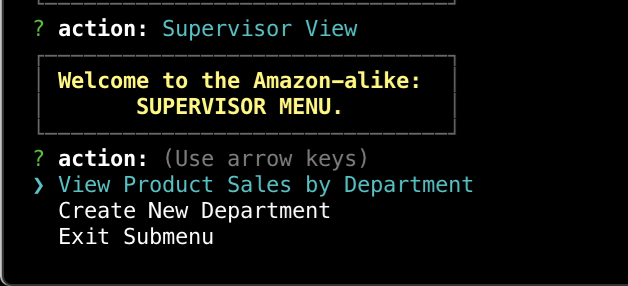 ? action: Supervisor View
Welcome to the Amazon-alike:
SUPERVISOR MENU.
? action: (Use arrow keys)
❯ View Product Sales by Department
Create New Department
Exit Submenu